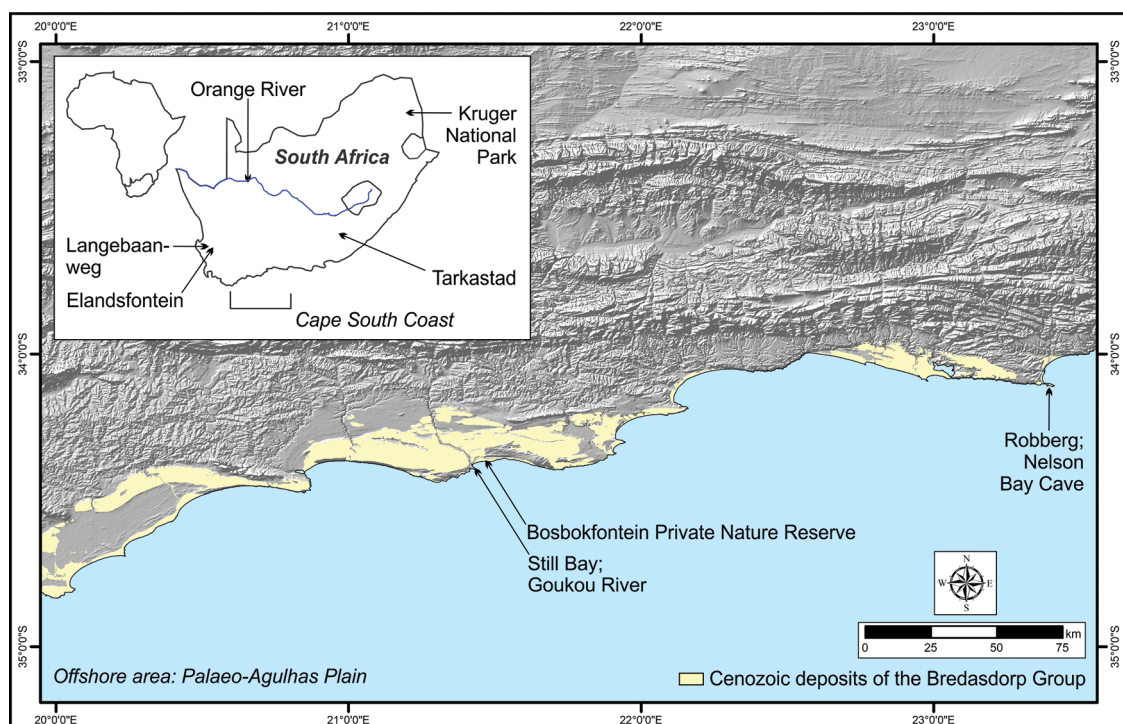 20°0'0"E
21°0'0"E
22°0'0"E
23°0'0"E
33°0'0"S
33°0'0"S
Orange River
Kruger
National
Park
South Africa
Langebaan-
weg
Elandsfontein
Tarkastad
Cape South Coast
34°0'0"S
34°0'0"S
Robberg;
Nelson
Bay Cave
Bosbokfontein Private Nature Reserve
Still Bay;
Goukou River
N
W
E
S
km
0
25
50
75
35°0'0"S
35°0'0"S
Offshore area: Palaeo-Agulhas Plain
Cenozoic deposits of the Bredasdorp Group
20°0'0"E
21°0'0"E
22°0'0"E
23°0'0"E